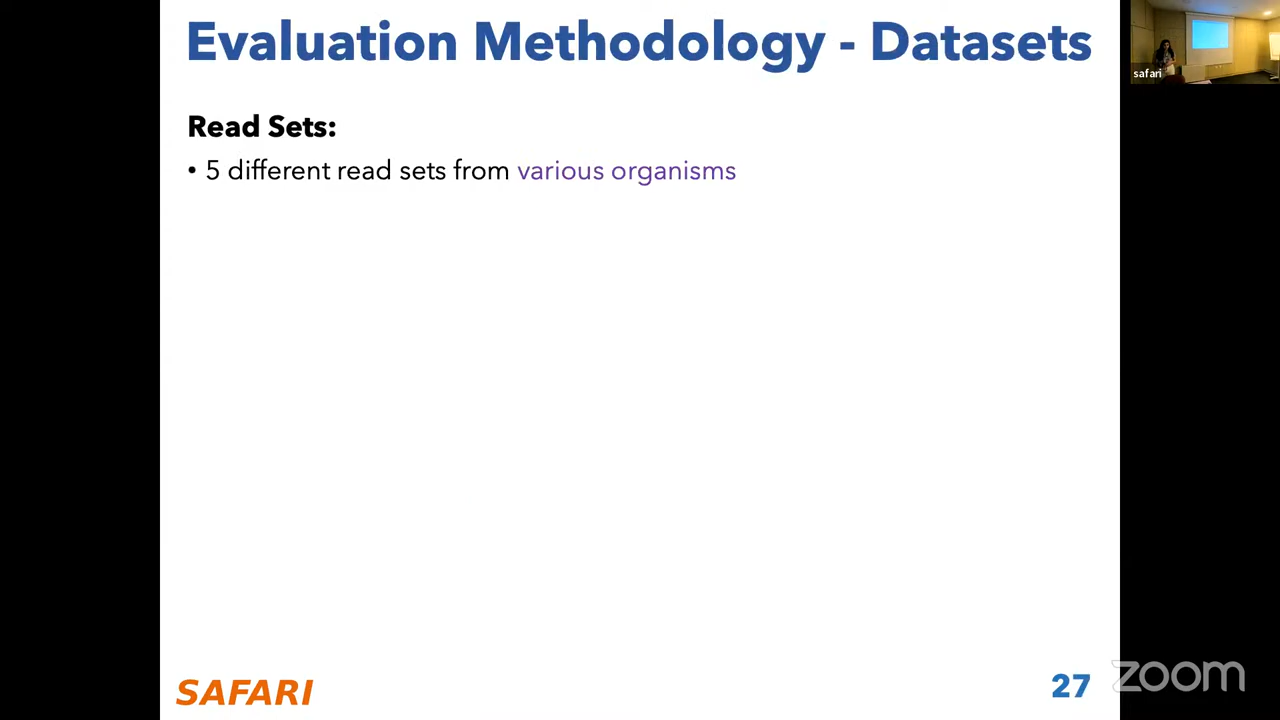 Evaluation Methodology - Datasets
safari
Read Sets:
• 5 different read sets from various organisms
SAFARI
27
zoom